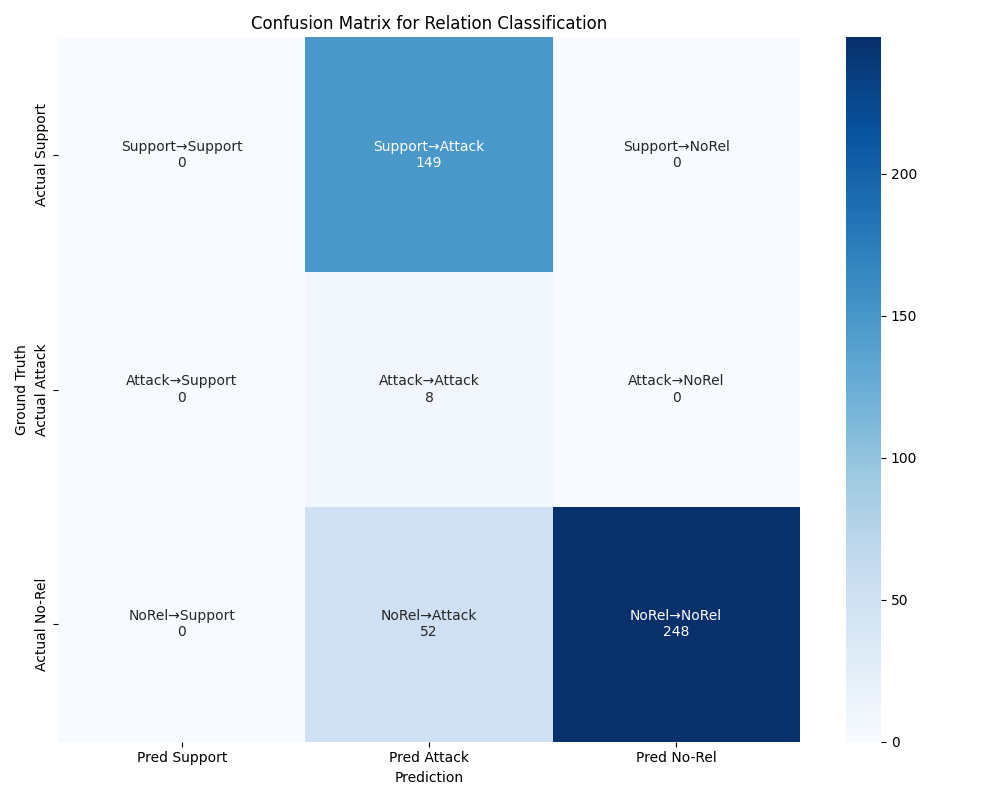 Confusion Matrix for Relation Classification
Ground Truth
Actual Support
Support→Support
0
Support→Attack
149
Support→NoRel
0
Actual Attack
Attack→Support
0
Attack→Attack
8
Attack→NoRel
0
Actual No-Rel
NoRel→Support
0
NoRel→Attack
52
NoRel→NoRel
248
Pred Support
Pred Attack
Pred No-Rel
Prediction
200
150
100
50
0